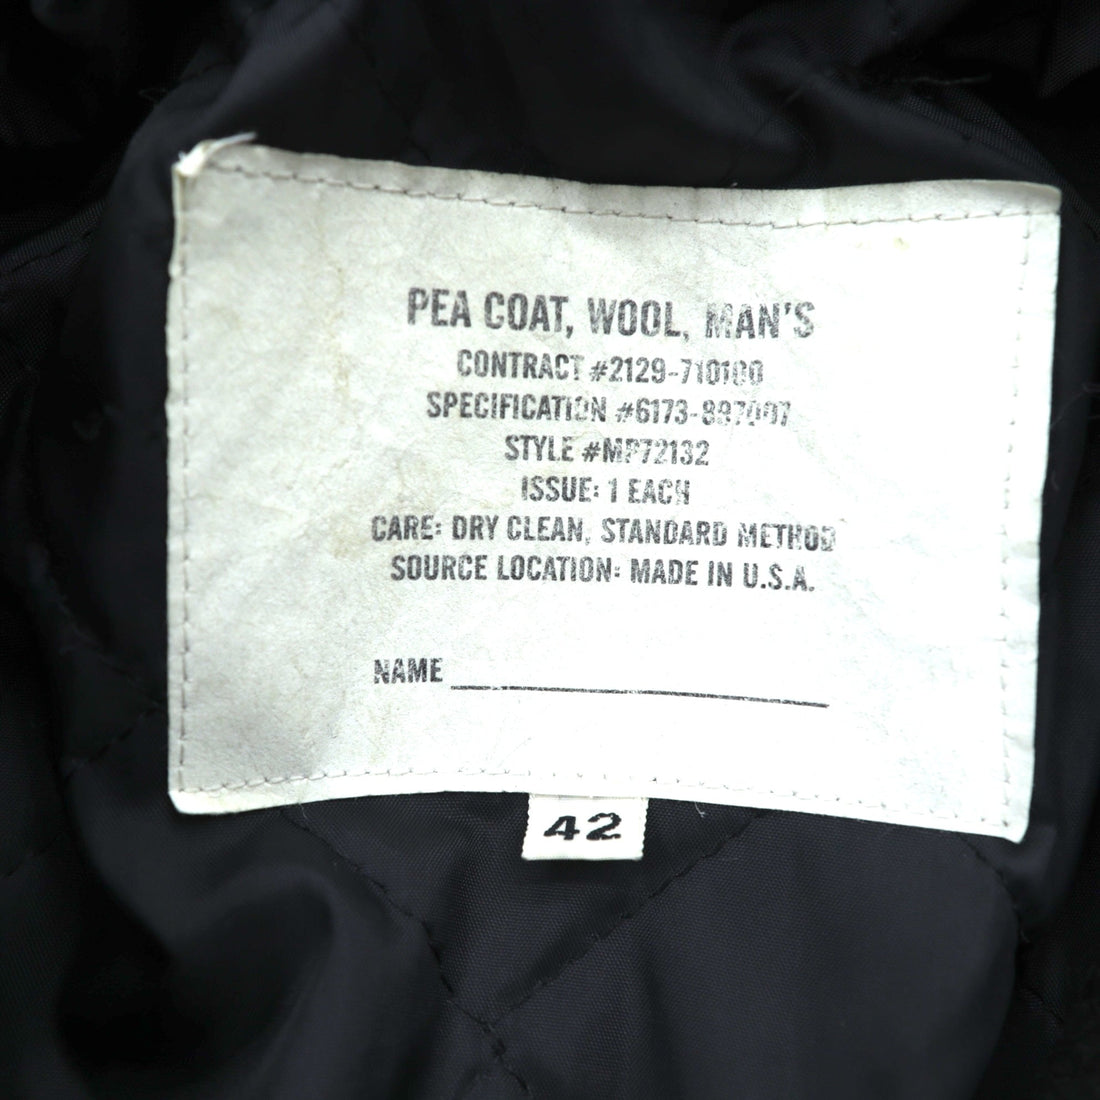 PEA COAT, WOOL, MAN'S
CONTRACT #2129-710100
SPECIFICATION #6173-897007
STYLE #MP72132
ISSUE: 1 EACH
CARE: DRY CLEAN, STANDARD METHOD
SOURCE LOCATION: MADE IN U.S.A.
NAME
42